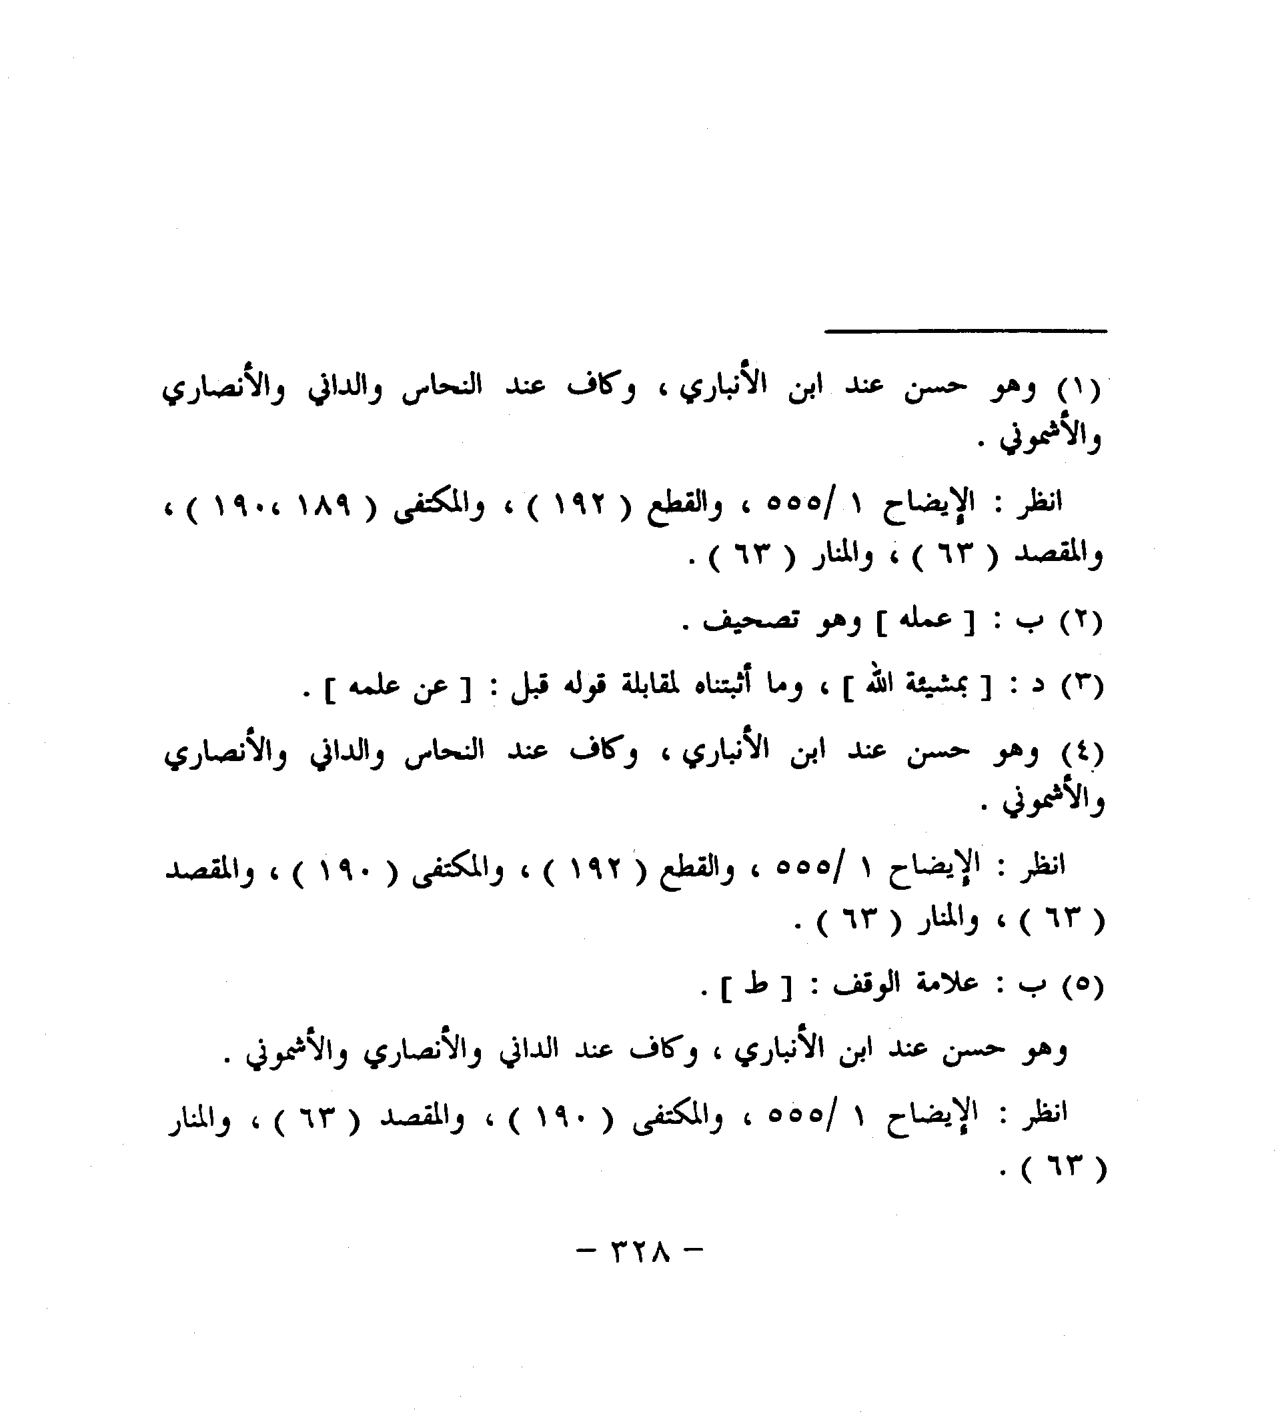 (١) وهو حسن عند ابن الأنباري ، وكاف عند النحاس والداني والأنصاري
والأشموني .
انظر : الإيضاح ١ /٥٥٥ ، والقطع ( ١٩٢ ) ، والمكتفى ( ١٨٩ ،١٩٠ ) ،
والمقصد ( ٦٣ ) ، والمنار ( ٦٣ ) .
(٢) ب : [ عمله ] وهو تصحيف .
(٣) د : [ بمشيئة الله ] ، وما أثبتناه لمقابلة قوله قبل : [ عن علمه ] .
(٤) وهو حسن عند ابن الأنباري ، وكاف عند النحاس والداني والأنصاري
والأشموني .
انظر : الإيضاح ١ /٥٥٥ ، والقطع ( ١٩٢ ) ، والمكتفى ( ١٩٠ ) ، والمقصد
( ٦٣ ) ، والمنار ( ٦٣ ) .
(٥) ب : علامة الوقف : [ ط ] .
وهو حسن عند ابن الأنباري ، وكاف عند الداني والأنصاري والأشموني .
انظر : الإيضاح ١ /٥٥٥ ، والمكتفى ( ١٩٠ ) ، والمقصد ( ٦٣ ) ، والمنار
( ٦٣ ) .
– ٣٢٨ –